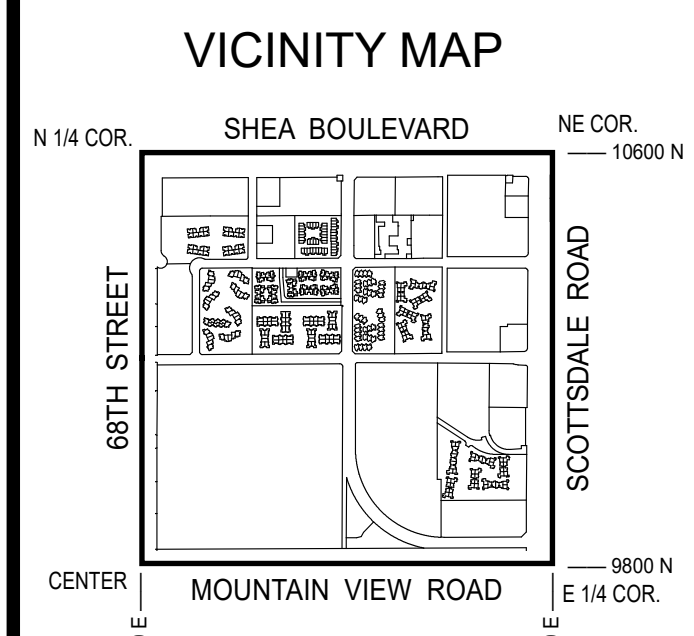 VICINITY MAP
N 1/4 COR.
SHEA BOULEVARD
NE COR.
10600 N
68TH STREET
SCOTTSDALE ROAD
9800 N
CENTER
MOUNTAIN VIEW ROAD
E 1/4 COR.
E
E